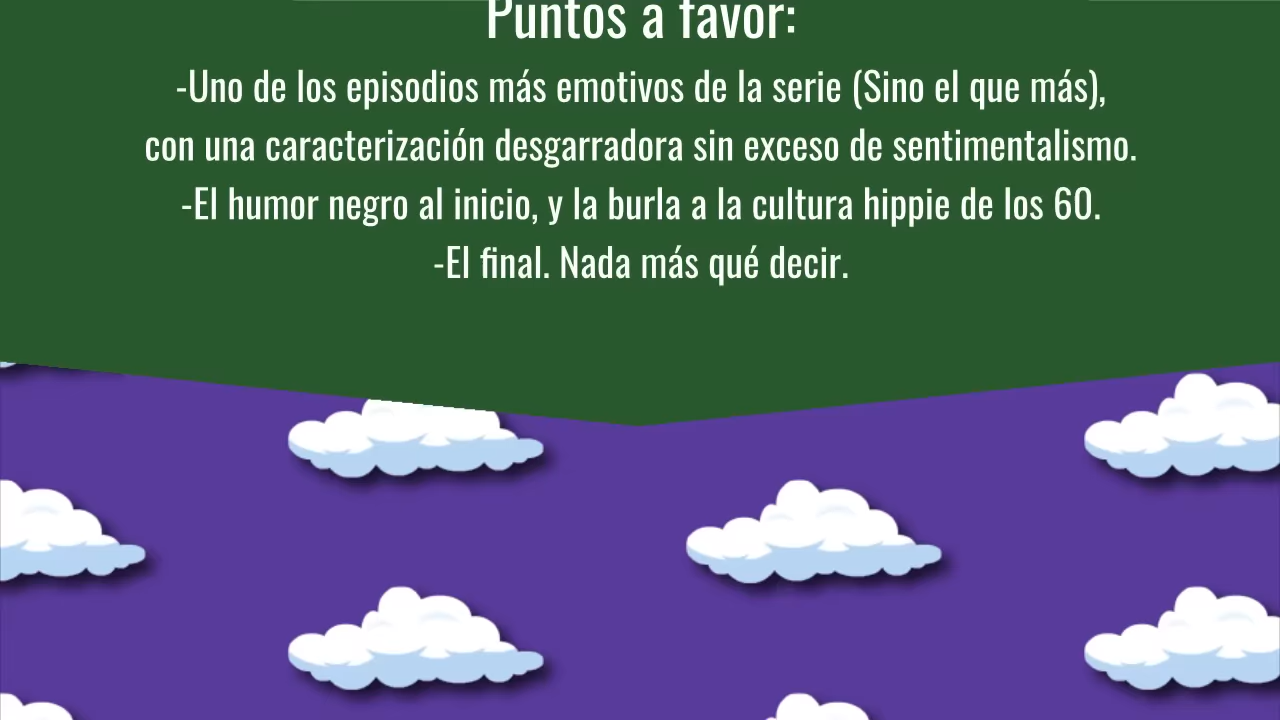 Puntos a favor:
-Uno de los episodios más emotivos de la serie (Sino el que más),
con una caracterización desgarradora sin exceso de sentimentalismo.
-El humor negro al inicio, y la burla a la cultura hippie de los 60.
-El final. Nada más qué decir.